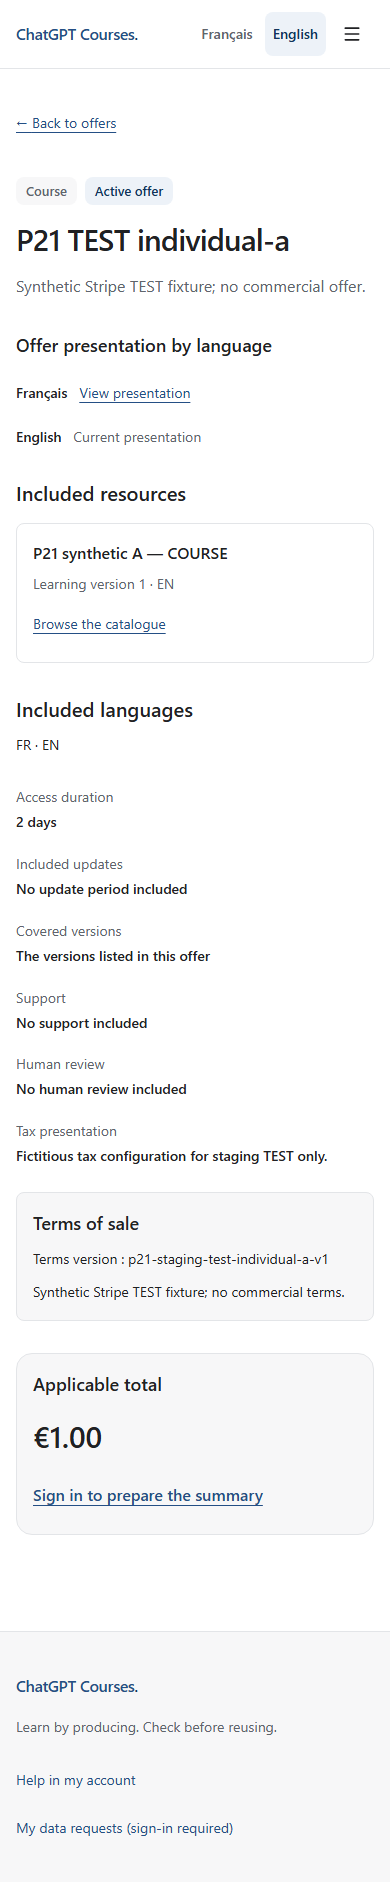 ChatGPT Courses.
Français
English
← Back to offers
Course
Active offer
P21 TEST individual-a
Synthetic Stripe TEST fixture; no commercial offer.
Offer presentation by language
Français View presentation
English Current presentation
Included resources
P21 synthetic A — COURSE
Learning version 1 · EN
Browse the catalogue
Included languages
FR · EN
Access duration
2 days
Included updates
No update period included
Covered versions
The versions listed in this offer
Support
No support included
Human review
No human review included
Tax presentation
Fictitious tax configuration for staging TEST only.
Terms of sale
Terms version : p21-staging-test-individual-a-v1
Synthetic Stripe TEST fixture; no commercial terms.
Applicable total
€1.00
Sign in to prepare the summary
ChatGPT Courses.
Learn by producing. Check before reusing.
Help in my account
My data requests (sign-in required)